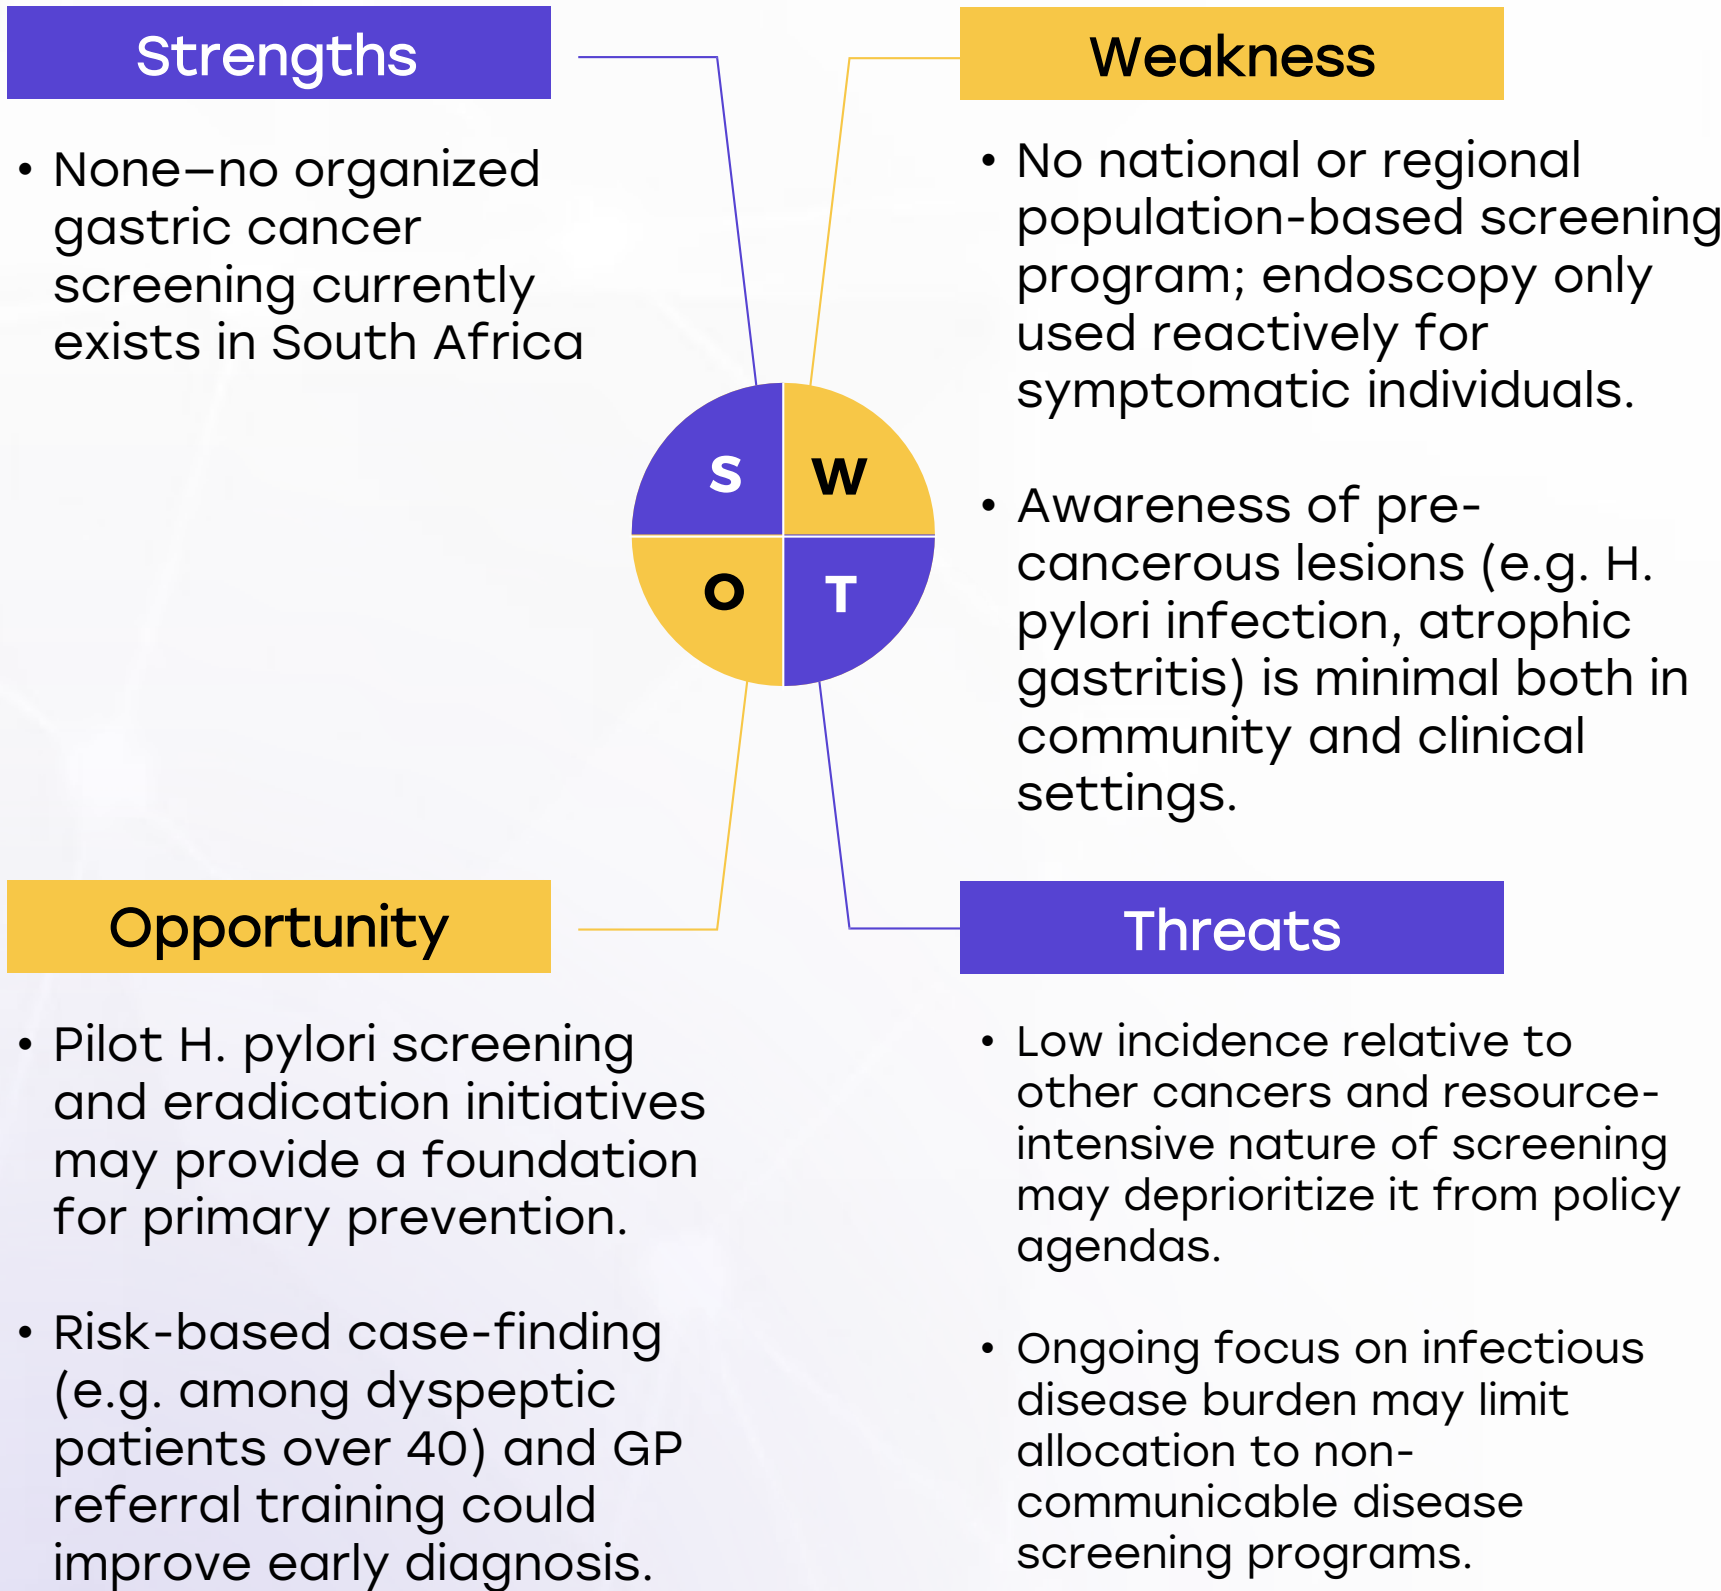 Strengths
• None–no organized
gastric cancer
screening currently
exists in South Africa
Weakness
• No national or regional
population-based screening
program; endoscopy only
used reactively for
symptomatic individuals.
• Awareness of pre-
cancerous lesions (e.g. H.
pylori infection, atrophic
gastritis) is minimal both in
community and clinical
settings.
S
W
O
T
Opportunity
• Pilot H. pylori screening
and eradication initiatives
may provide a foundation
for primary prevention.
• Risk-based case-finding
(e.g. among dyspeptic
patients over 40) and GP
referral training could
improve early diagnosis.
Threats
• Low incidence relative to
other cancers and resource-
intensive nature of screening
may deprioritize it from policy
agendas.
• Ongoing focus on infectious
disease burden may limit
allocation to non-
communicable disease
screening programs.